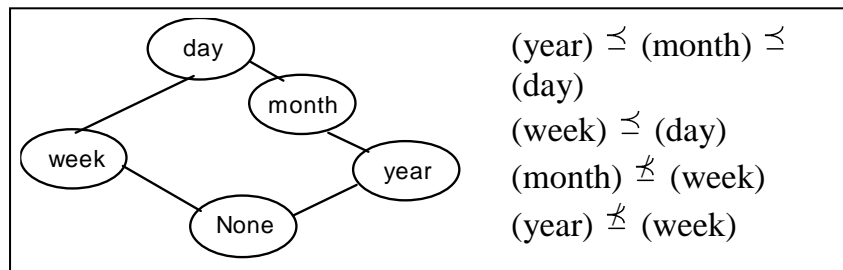 day
month
week
year
None
(year) ⪯ (month) ⪯
(day)
(week) ⪯ (day)
(month) ⪯̸ (week)
(year) ⪯̸ (week)